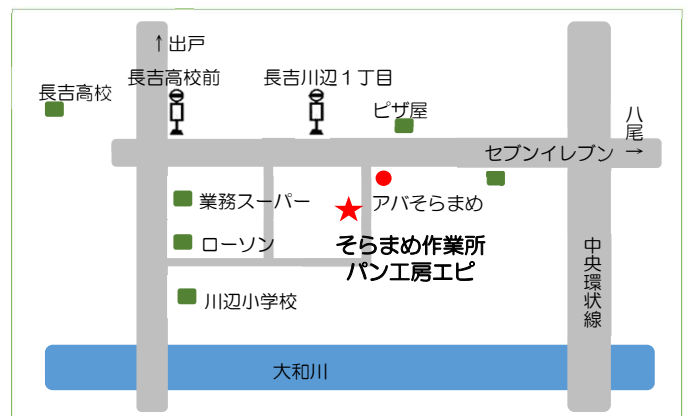 ↑出戸
長吉高校前
長吉川辺１丁目
長吉高校
ピザ屋
八尾→
セブンイレブン
業務スーパー
アバそらまめ
ローソン
そらまめ作業所
パン工房エピ
中央環状線
川辺小学校
大和川